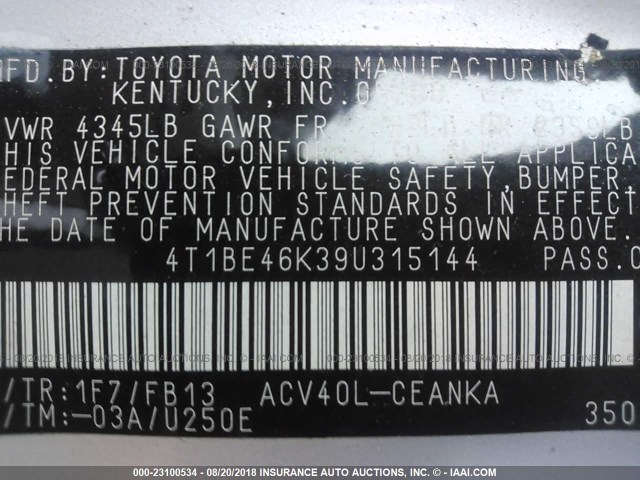 MFD. BY: TOYOTA MOTOR MANUFACTURING
KENTUCKY, INC.
VWR 4345LB GAWR FR
HIS VEHICLE CONFORMS APPLICA
EDERAL MOTOR VEHICLE SAFETY, BUMPER,
HEFT PREVENTION STANDARDS IN EFFECT
HE DATE OF MANUFACTURE SHOWN ABOVE.
4T1BE46K39U315144 PASS.C
/TR:1F7/FB13 ACV40L-CEANKA
/TM:-03A/U250E 350
000-23100534 - 08/20/2018 INSURANCE AUTO AUCTIONS, INC. - © IAAI.COM